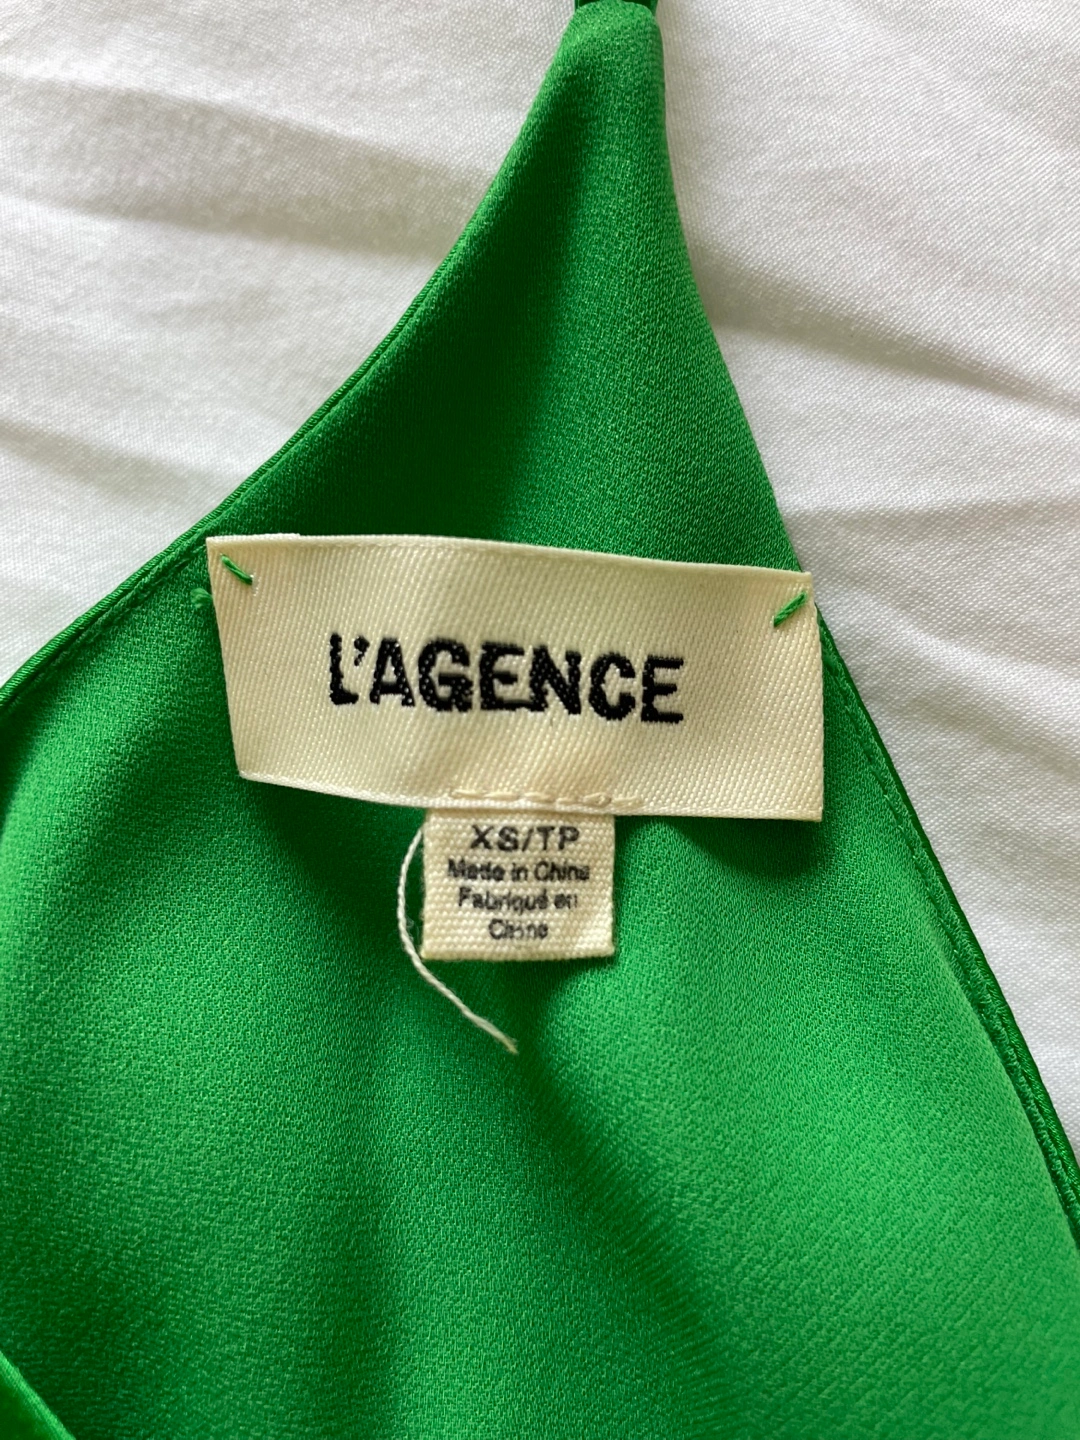 L'AGENCE
XS/TP
Made in China
Fabriqué en
Chine